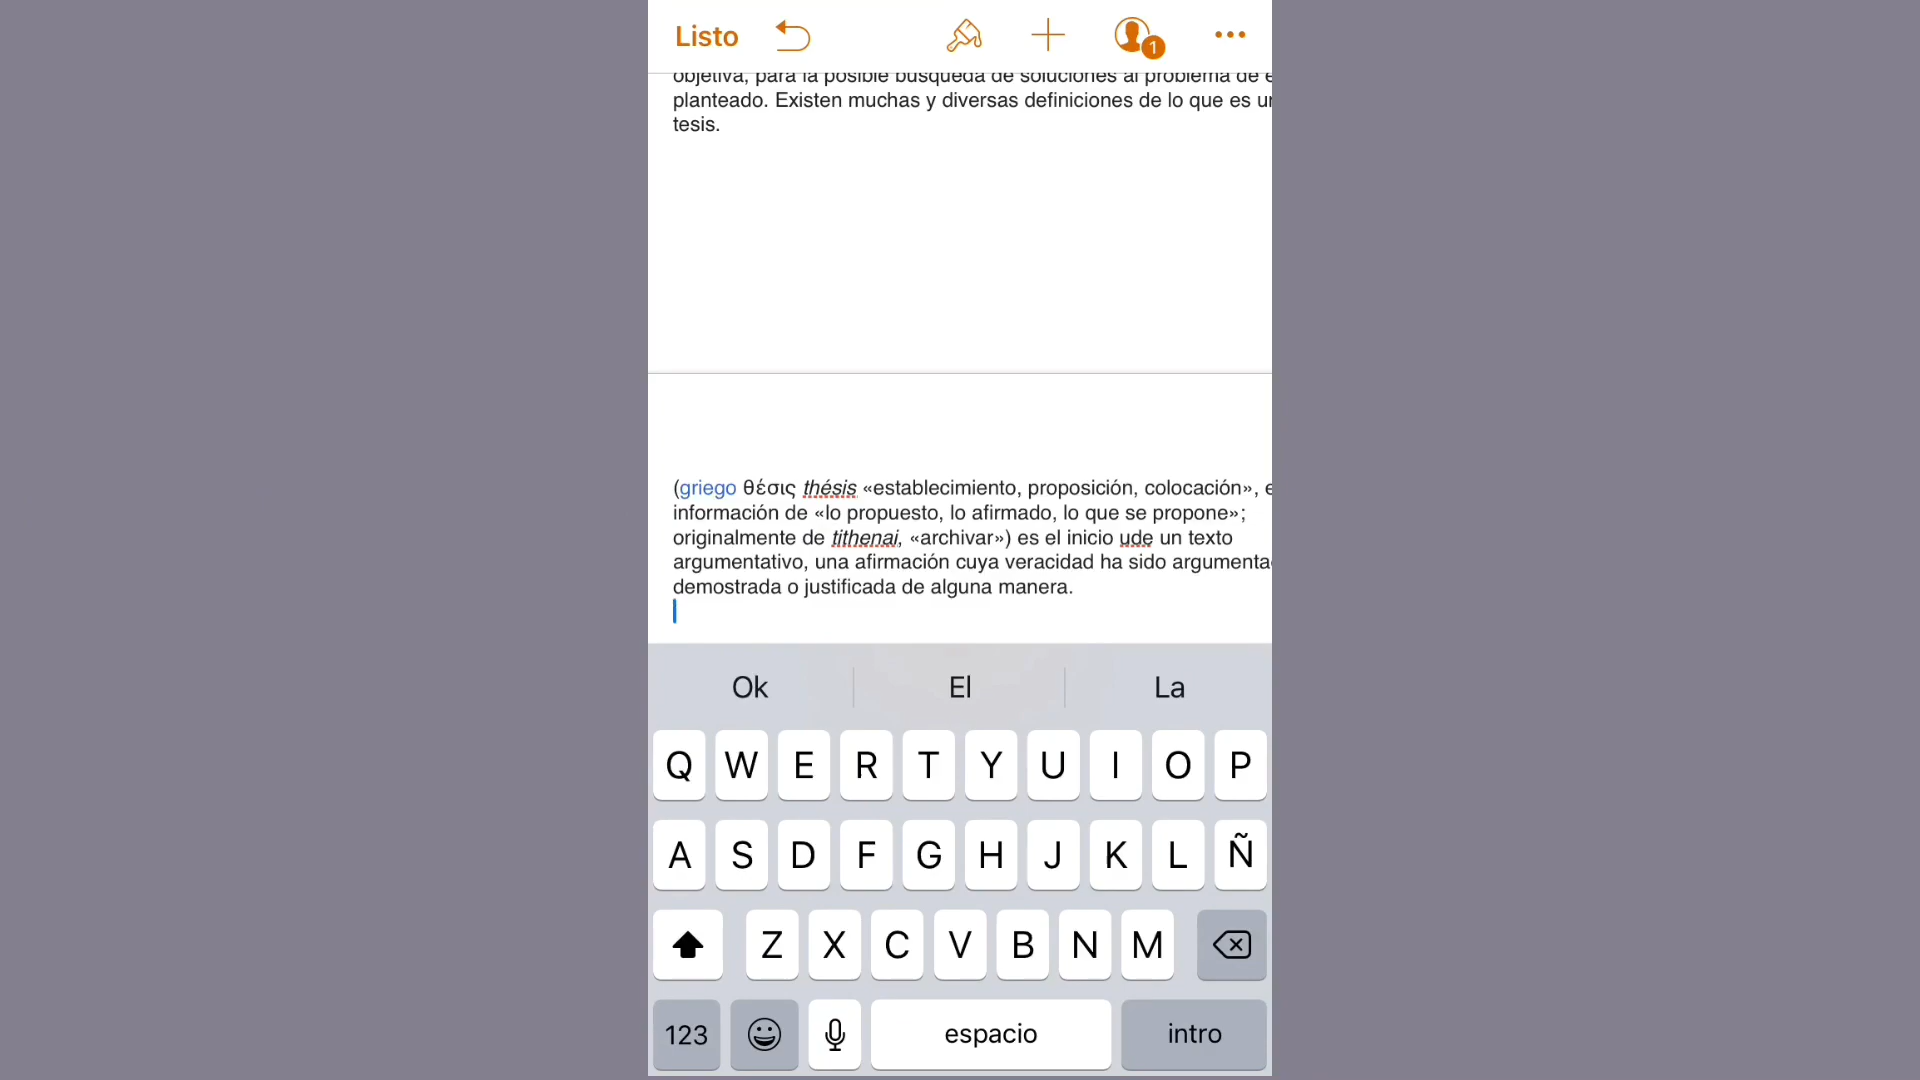 Listo
1
objetiva, para la posible búsqueda de soluciones al problema de
planteado. Existen muchas y diversas definiciones de lo que es
tesis.
(griego θέσις thésis «establecimiento, proposición, colocación»,
información de «lo propuesto, lo afirmado, lo que se propone»;
originalmente de tithenai, «archivar») es el inicio ude un texto
argumentativo, una afirmación cuya veracidad ha sido
demostrada o justificada de alguna manera.
Ok El La
Q W E R T Y U I O P
A S D F G H J K L Ñ
Z X C V B N M
123 espacio intro